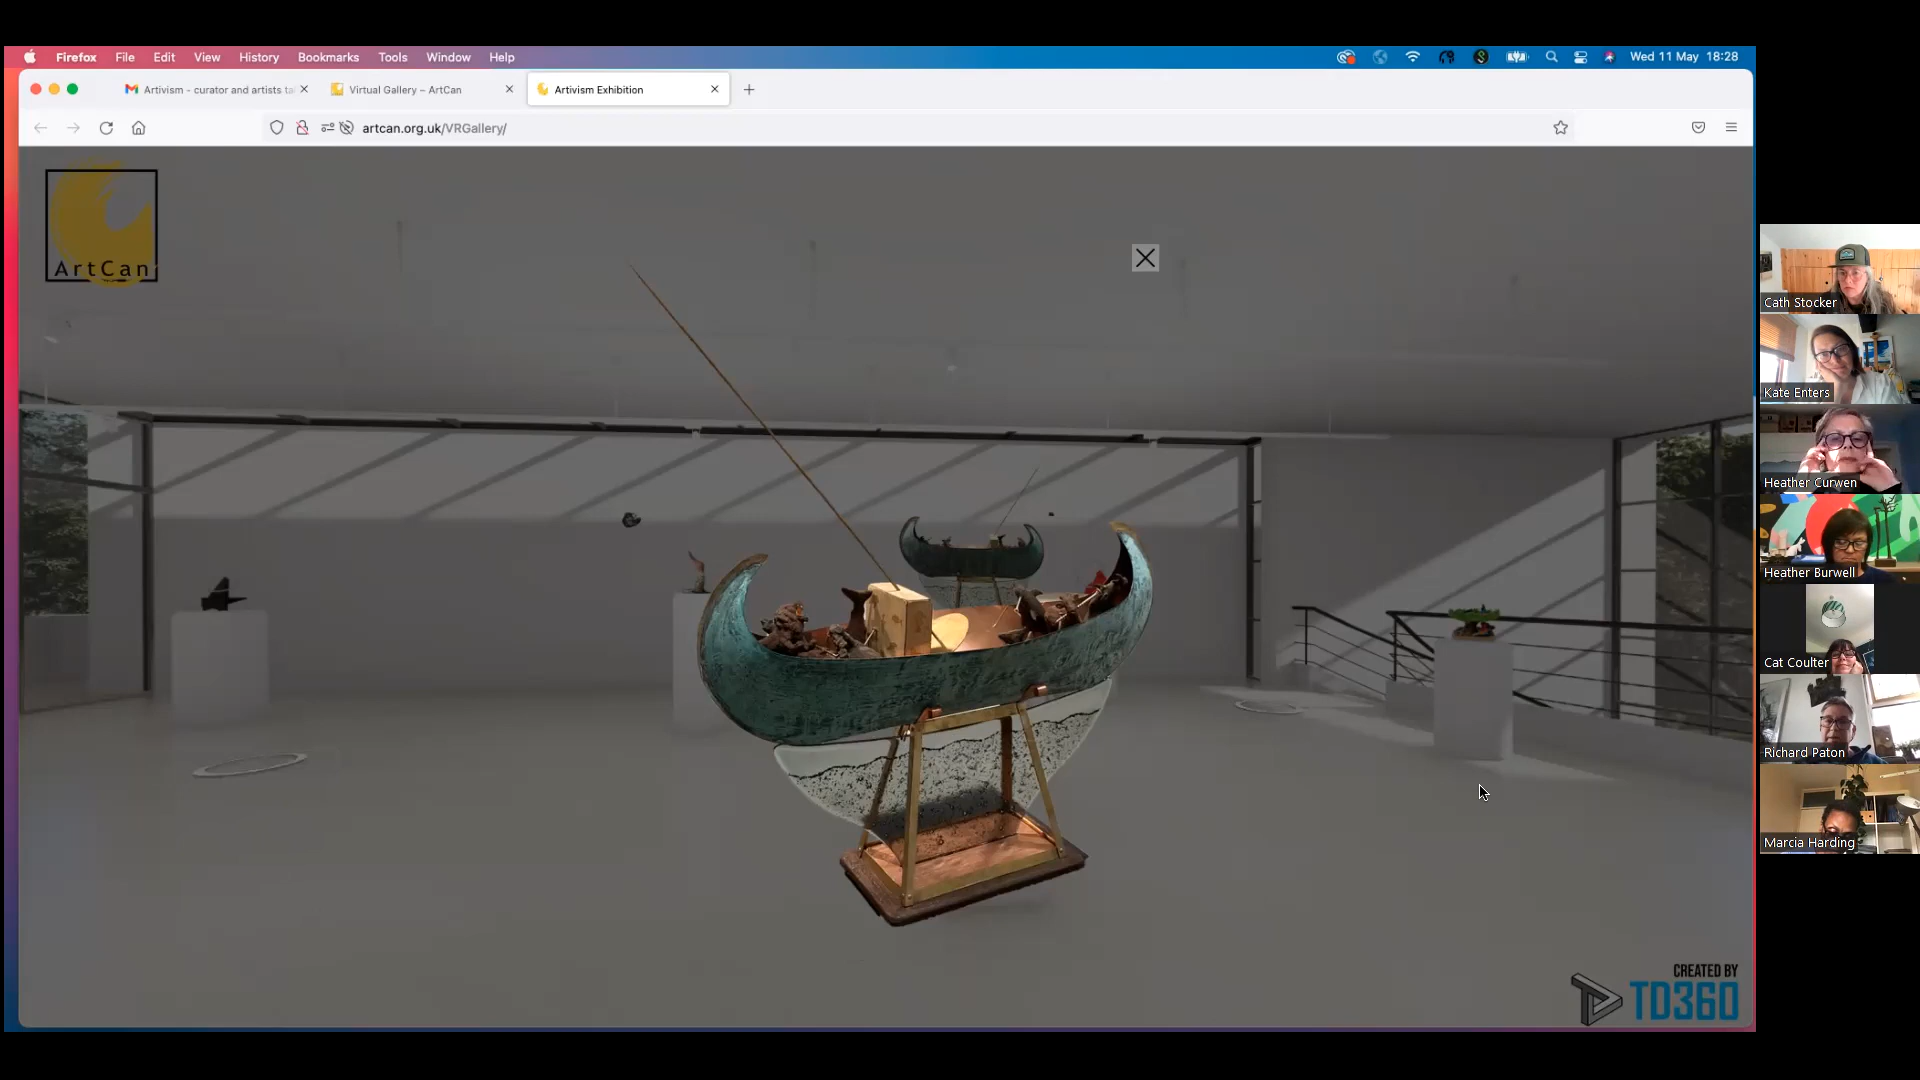 Firefox File Edit View History Bookmarks Tools Window Help Wed 11 May 18:28
Artivism - curator and artists ta Virtual Gallery – ArtCan Artivism Exhibition
artcan.org.uk/VRGallery/
ArtCan
Cath Stocker
Kate Enters
Heather Curwen
Heather Burwell
Cat Coulter
Richard Paton
Marcia Harding
CREATED BY
TD360